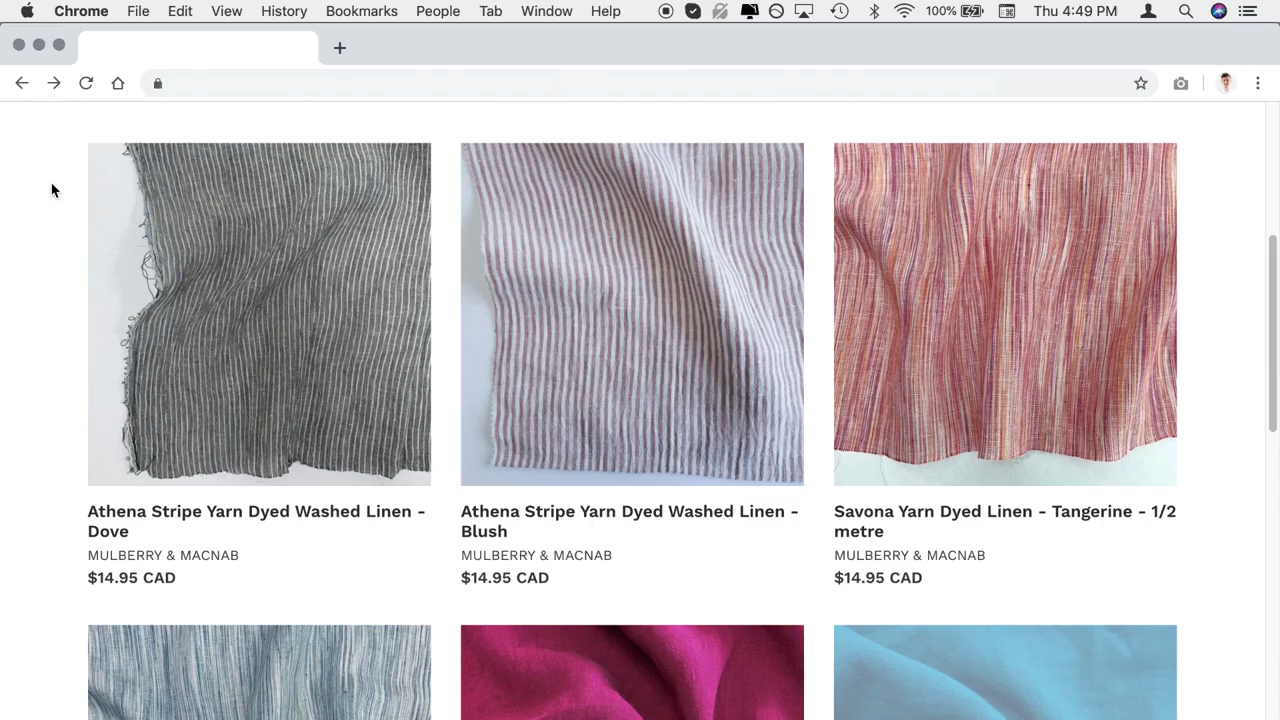 Chrome File Edit View History Bookmarks People Tab Window Help 100% Thu 4:49 PM
Athena Stripe Yarn Dyed Washed Linen -
Dove
MULBERRY & MACNAB
$14.95 CAD
Athena Stripe Yarn Dyed Washed Linen -
Blush
MULBERRY & MACNAB
$14.95 CAD
Savona Yarn Dyed Linen - Tangerine - 1/2
metre
MULBERRY & MACNAB
$14.95 CAD